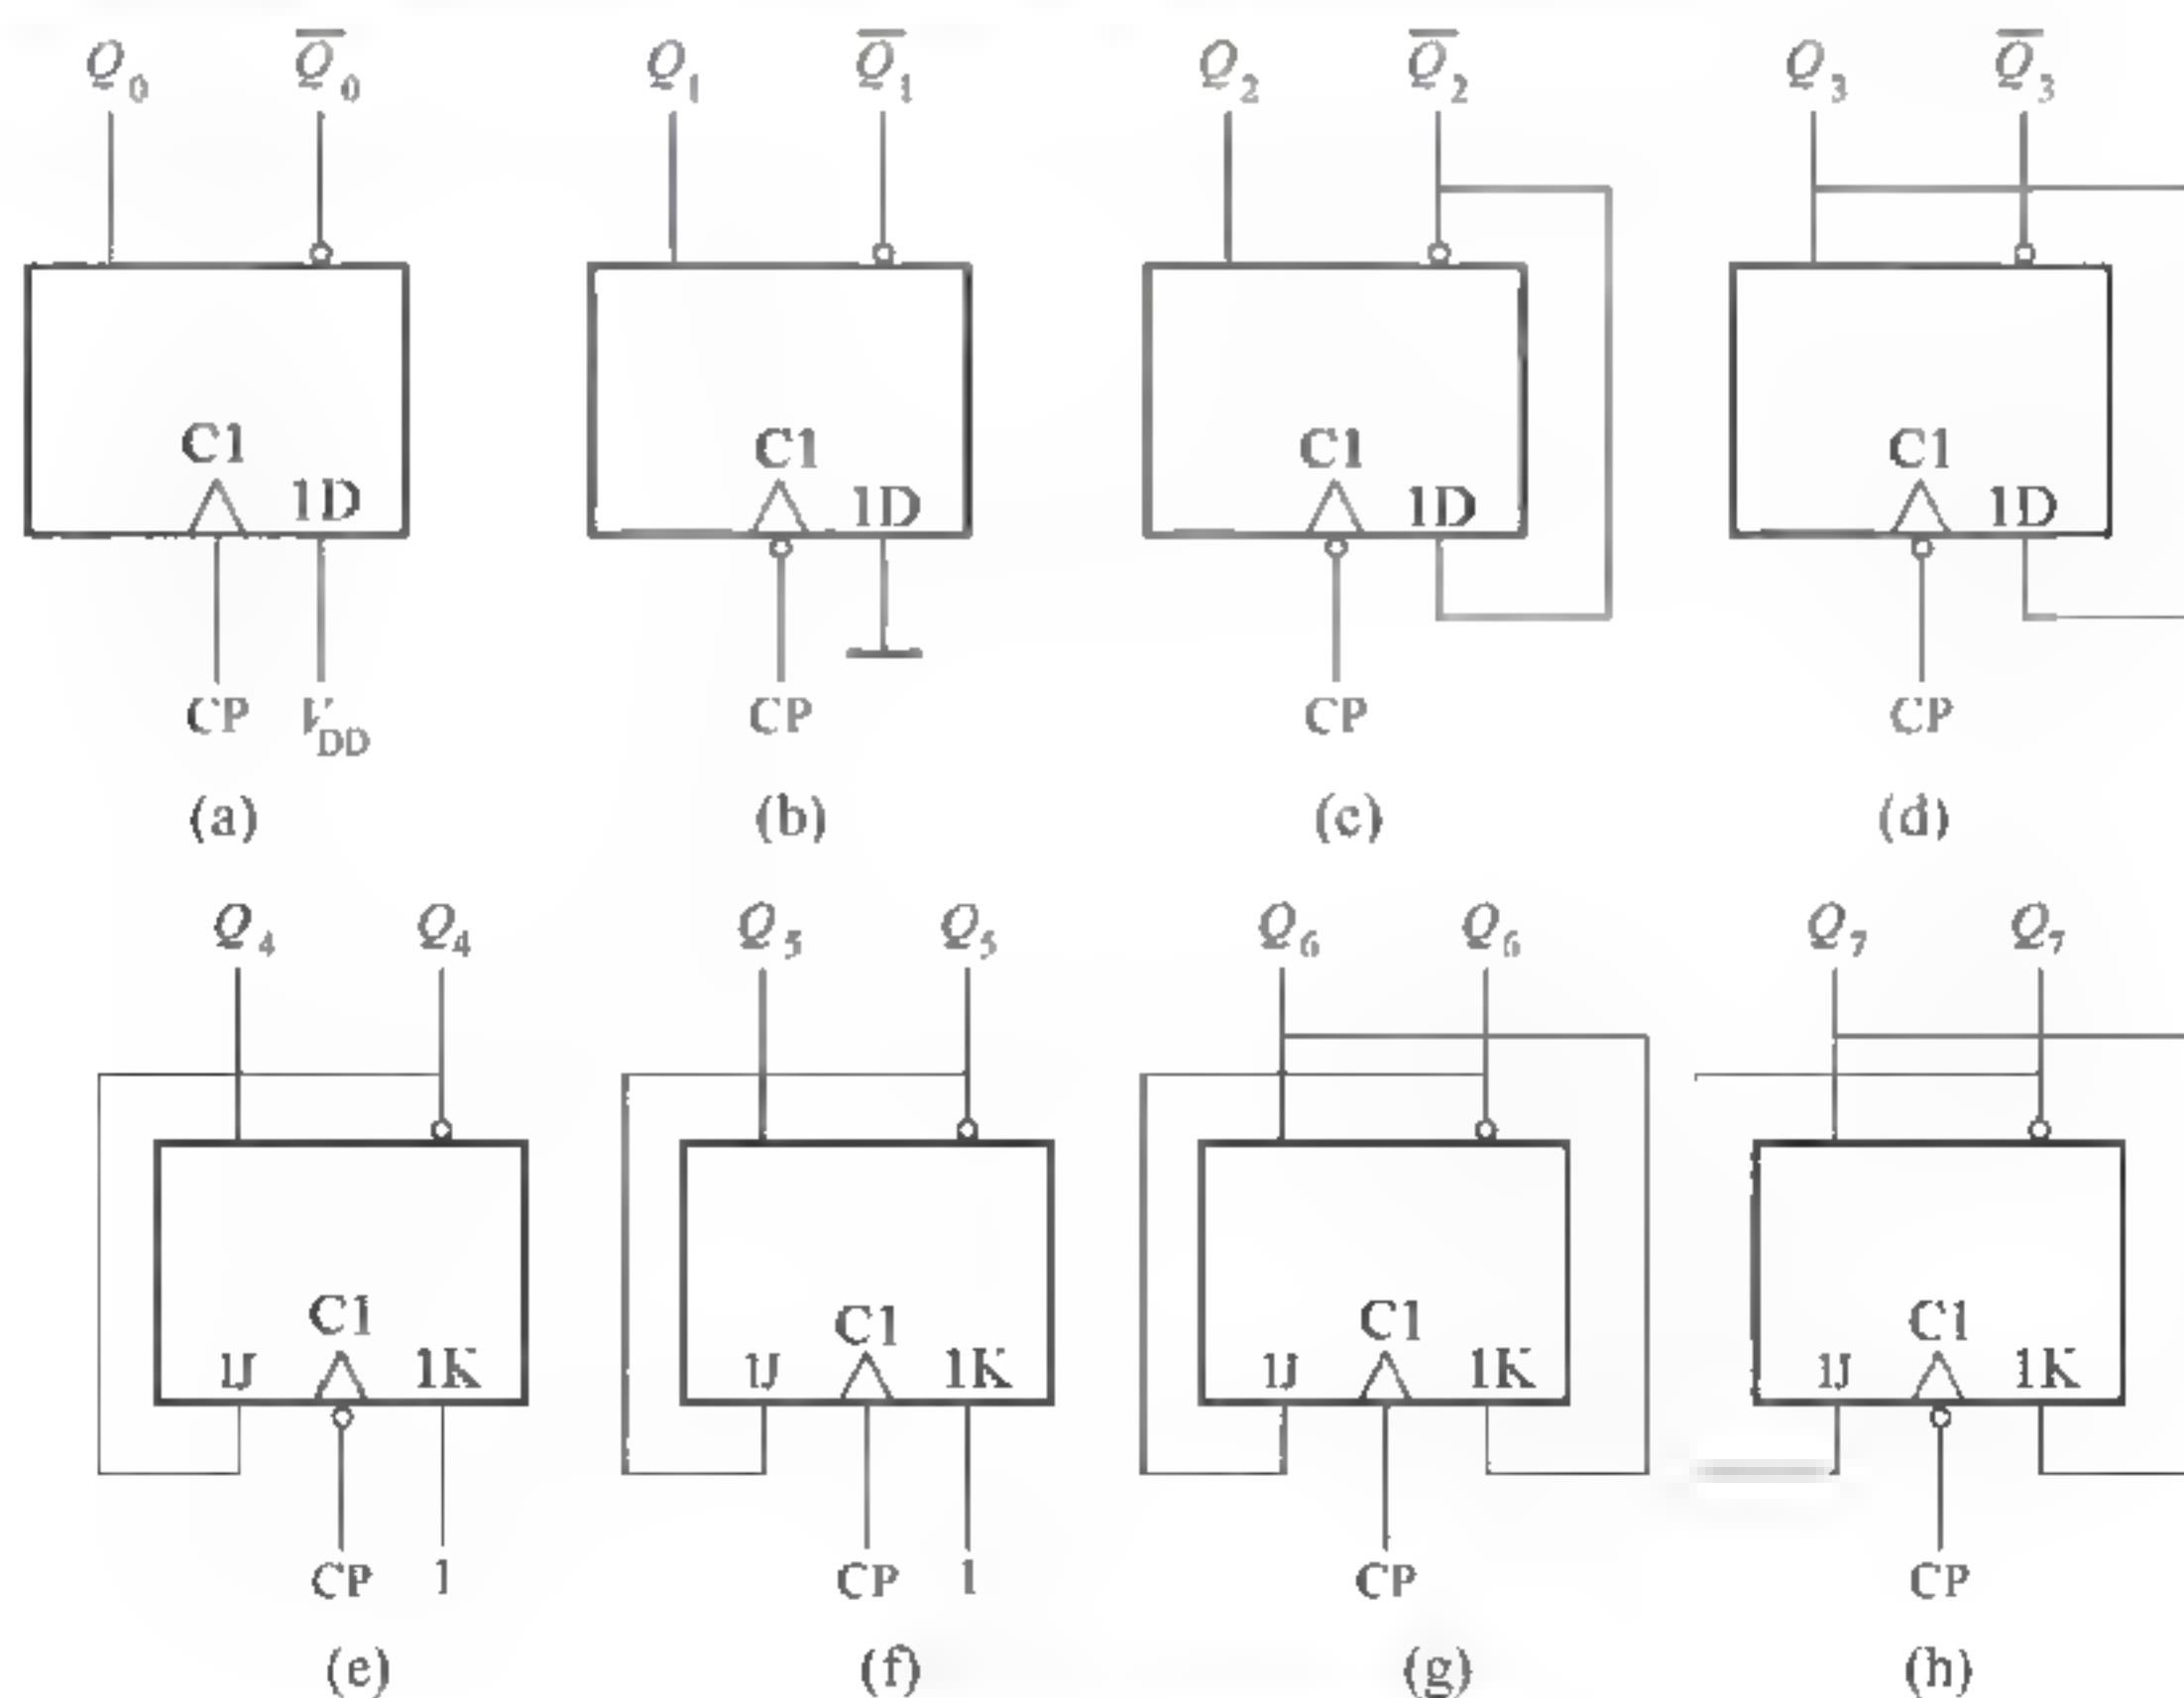 Q₀ Q̅₀ Q₁ Q̅₁ Q₂ Q̅₂ Q₃ Q̅₃
C1 C1 C1 C1
1D 1D 1D 1D
CP V_DD CP CP CP
(a) (b) (c) (d)
Q₄ Q₄ Q₅ Q₅ Q₆ Q₆ Q₇ Q₇
C1 C1 C1 C1
1J 1K 1J 1K 1J 1K 1J 1K
CP 1 CP 1 CP CP
(e) (f) (g) (h)